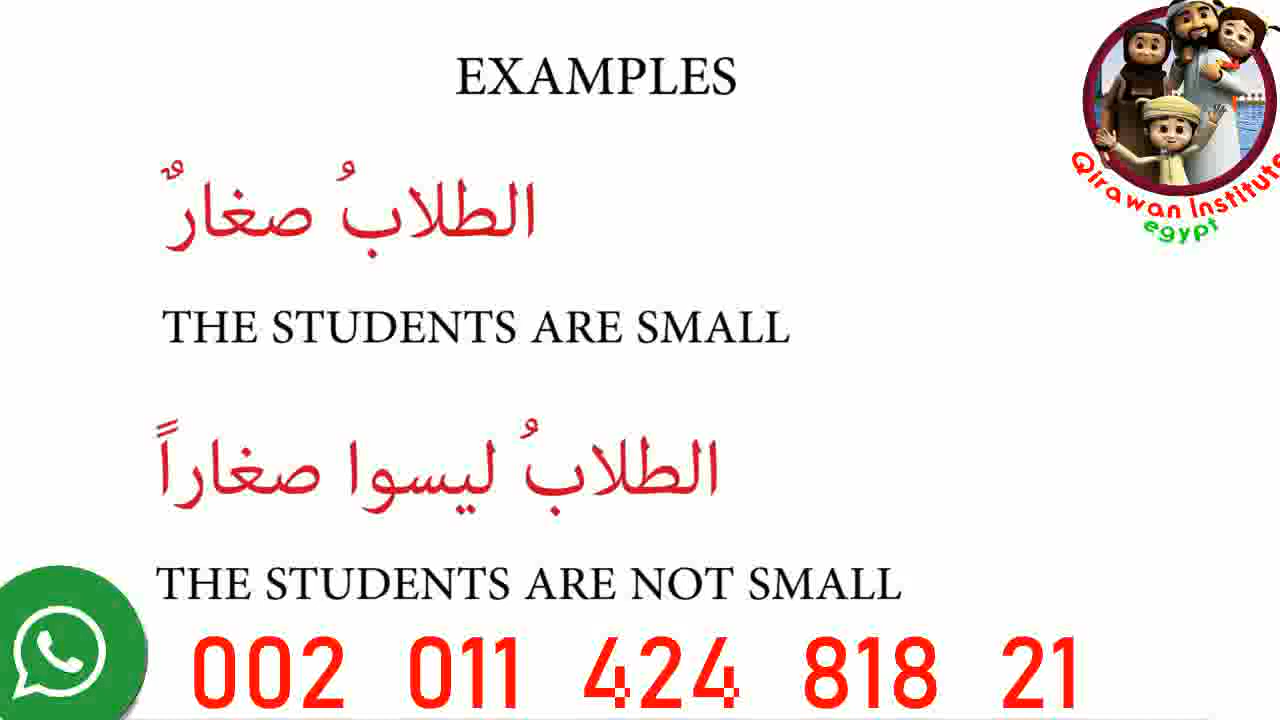 EXAMPLES
الطلابُ صغارٌ
THE STUDENTS ARE SMALL
الطلابُ ليسوا صغاراً
THE STUDENTS ARE NOT SMALL
002 011 424 818 21
Qirawan Institute
egypt